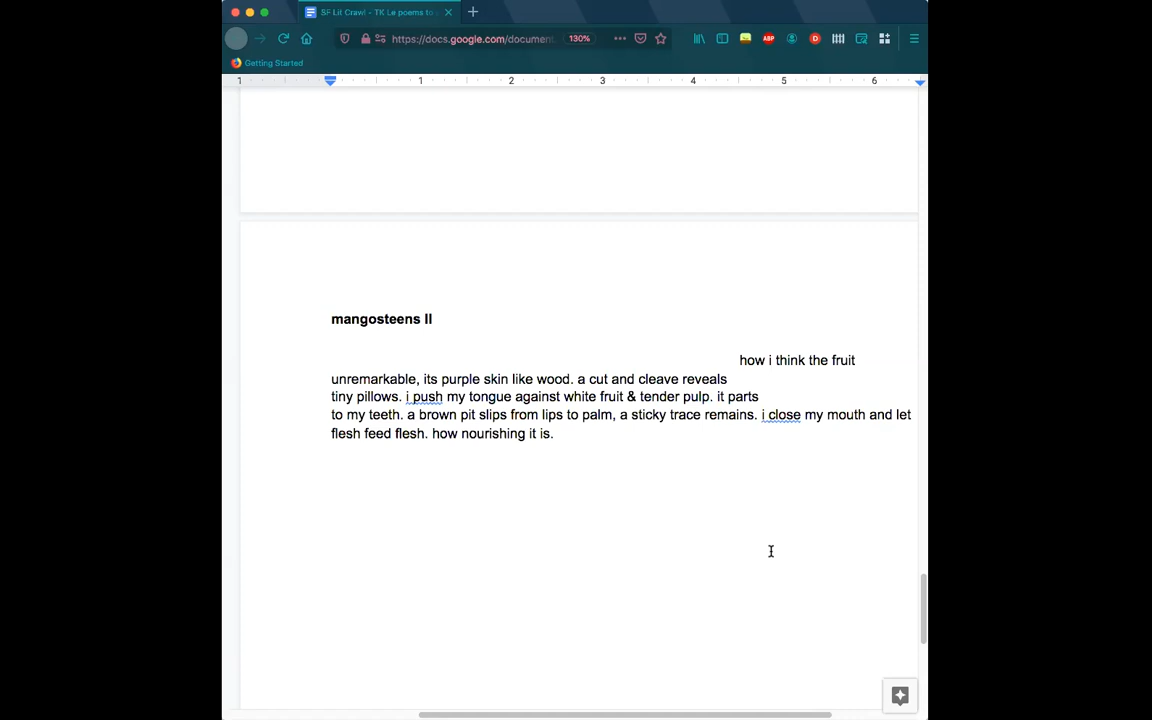 SF Lit Crawl - TK Le poems to
https://docs.google.com/document
130%
Getting Started
1 1 2 3 4 5 6
mangosteens II
how i think the fruit
unremarkable, its purple skin like wood. a cut and cleave reveals
tiny pillows. i push my tongue against white fruit & tender pulp. it parts
to my teeth. a brown pit slips from lips to palm, a sticky trace remains. i close my mouth and let
flesh feed flesh. how nourishing it is.